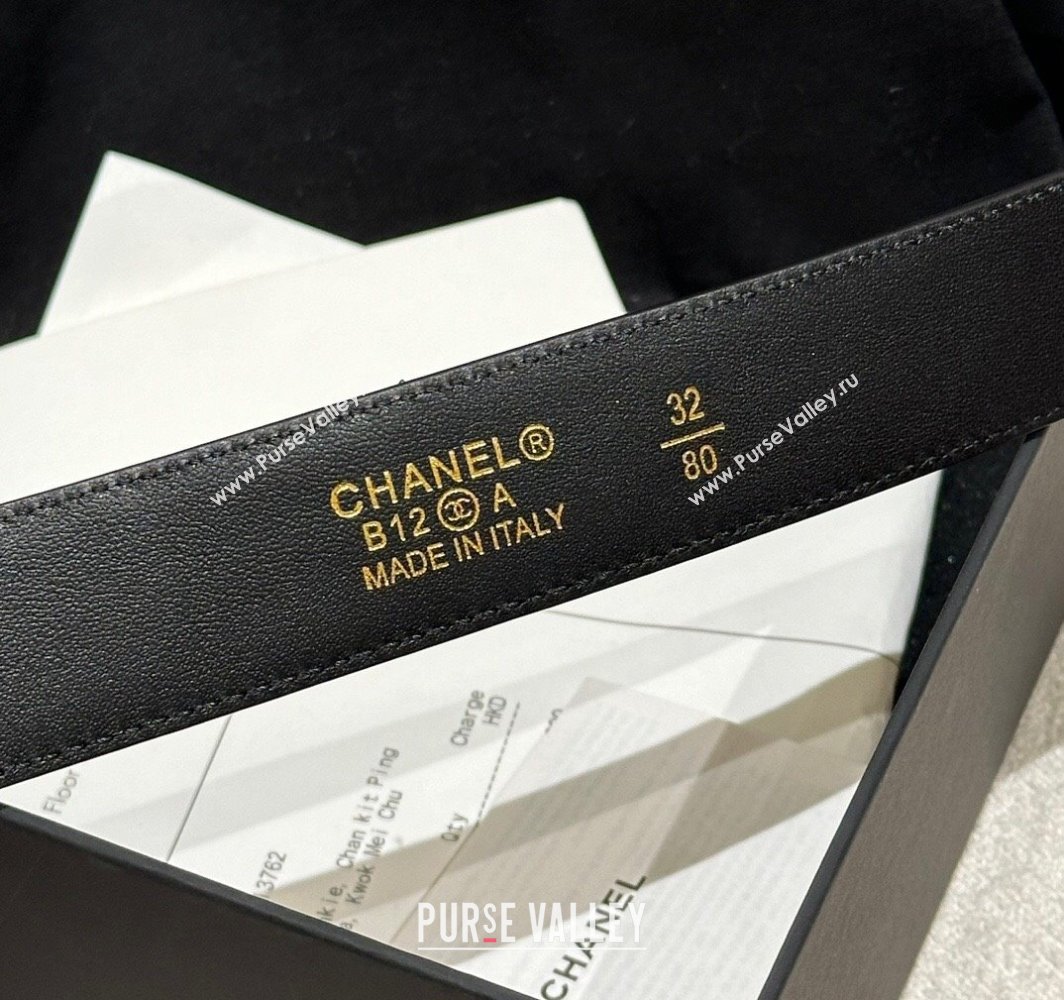 CHANEL®
B12 A
MADE IN ITALY
32
80
www.PurseValley.ru
www.PurseValley.ru
Floor
Charge
HKD
Qty
Chan kit Ping
Kwok Mei Chu
3762
CHANEL
PURSE VALLEY